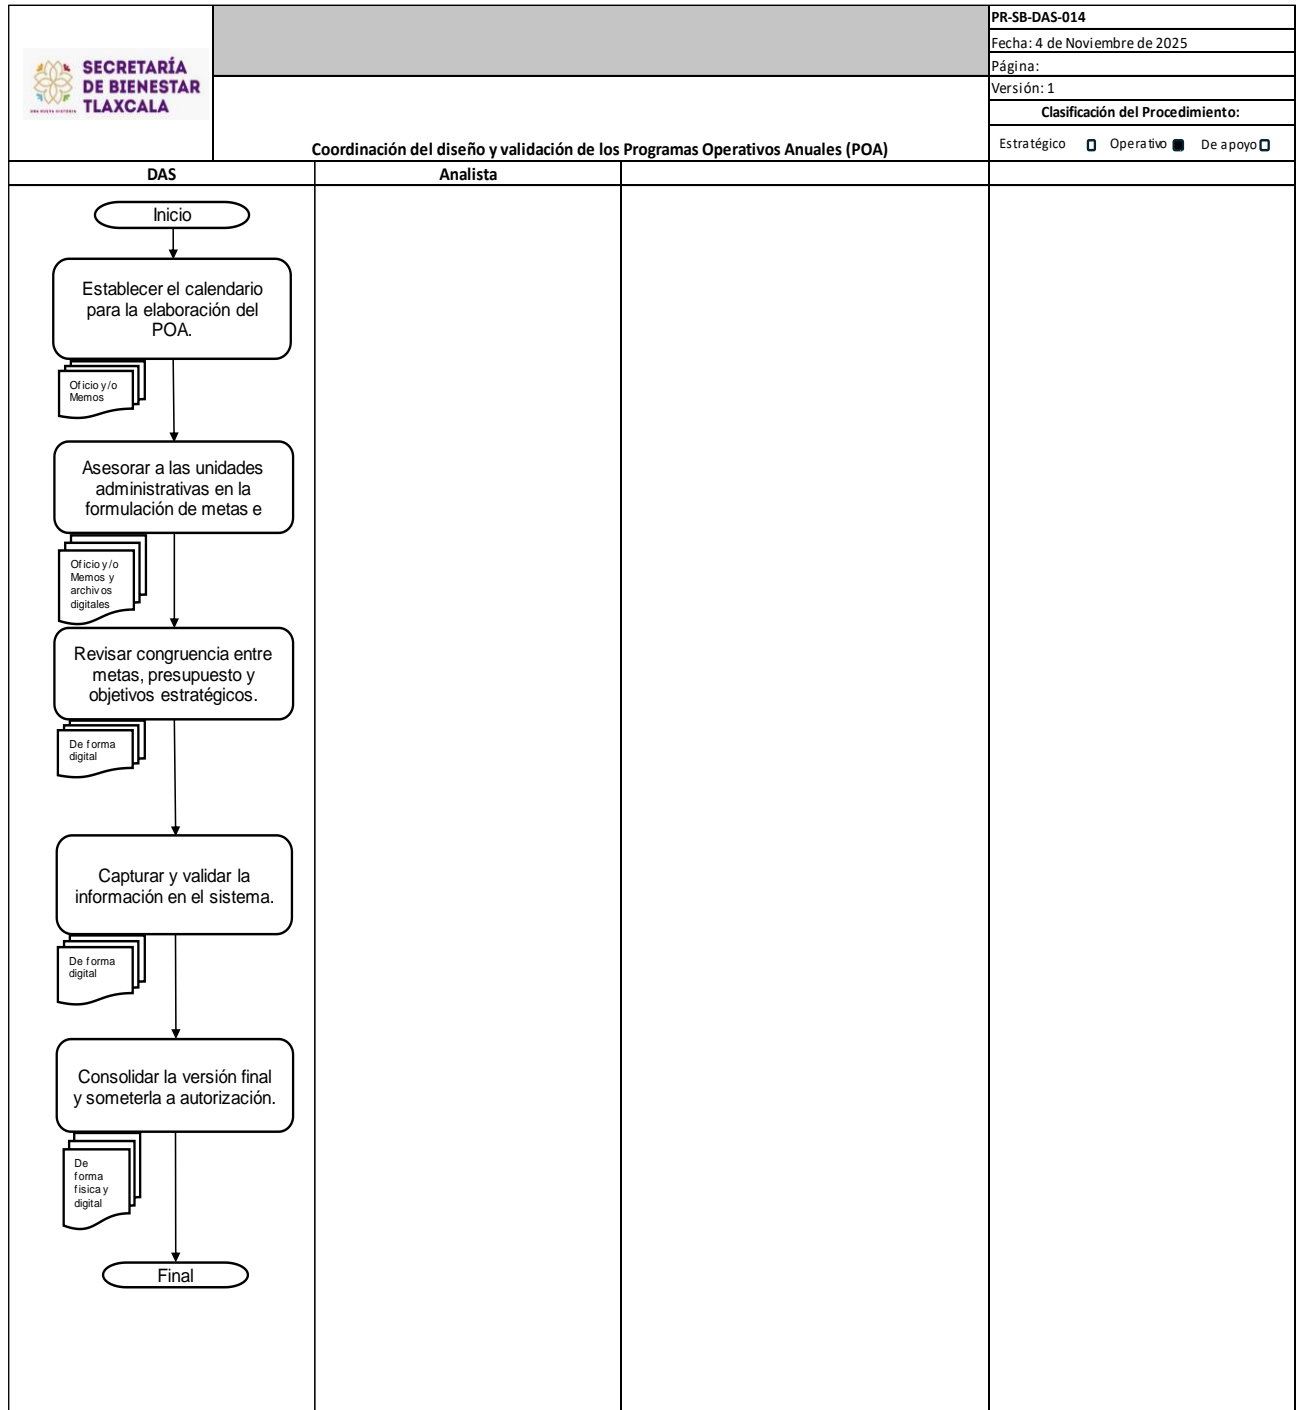 PR-SB-DAS-014
Fecha: 4 de Noviembre de 2025
Página:
Versión: 1
Clasificación del Procedimiento:
Estratégico Operativo De apoyo
SECRETARÍA
DE BIENESTAR
TLAXCALA
UNA NUEVA HISTORIA
Coordinación del diseño y validación de los Programas Operativos Anuales (POA)
DAS
Analista
Inicio
Establecer el calendario
para la elaboración del
POA.
Oficio y/o
Memos
Asesorar a las unidades
administrativas en la
formulación de metas e
Oficio y/o
Memos y
archivos
digitales
Revisar congruencia entre
metas, presupuesto y
objetivos estratégicos.
De forma
digital
Capturar y validar la
información en el sistema.
De forma
digital
Consolidar la versión final
y someterla a autorización.
De
forma
fisica y
digital
Final